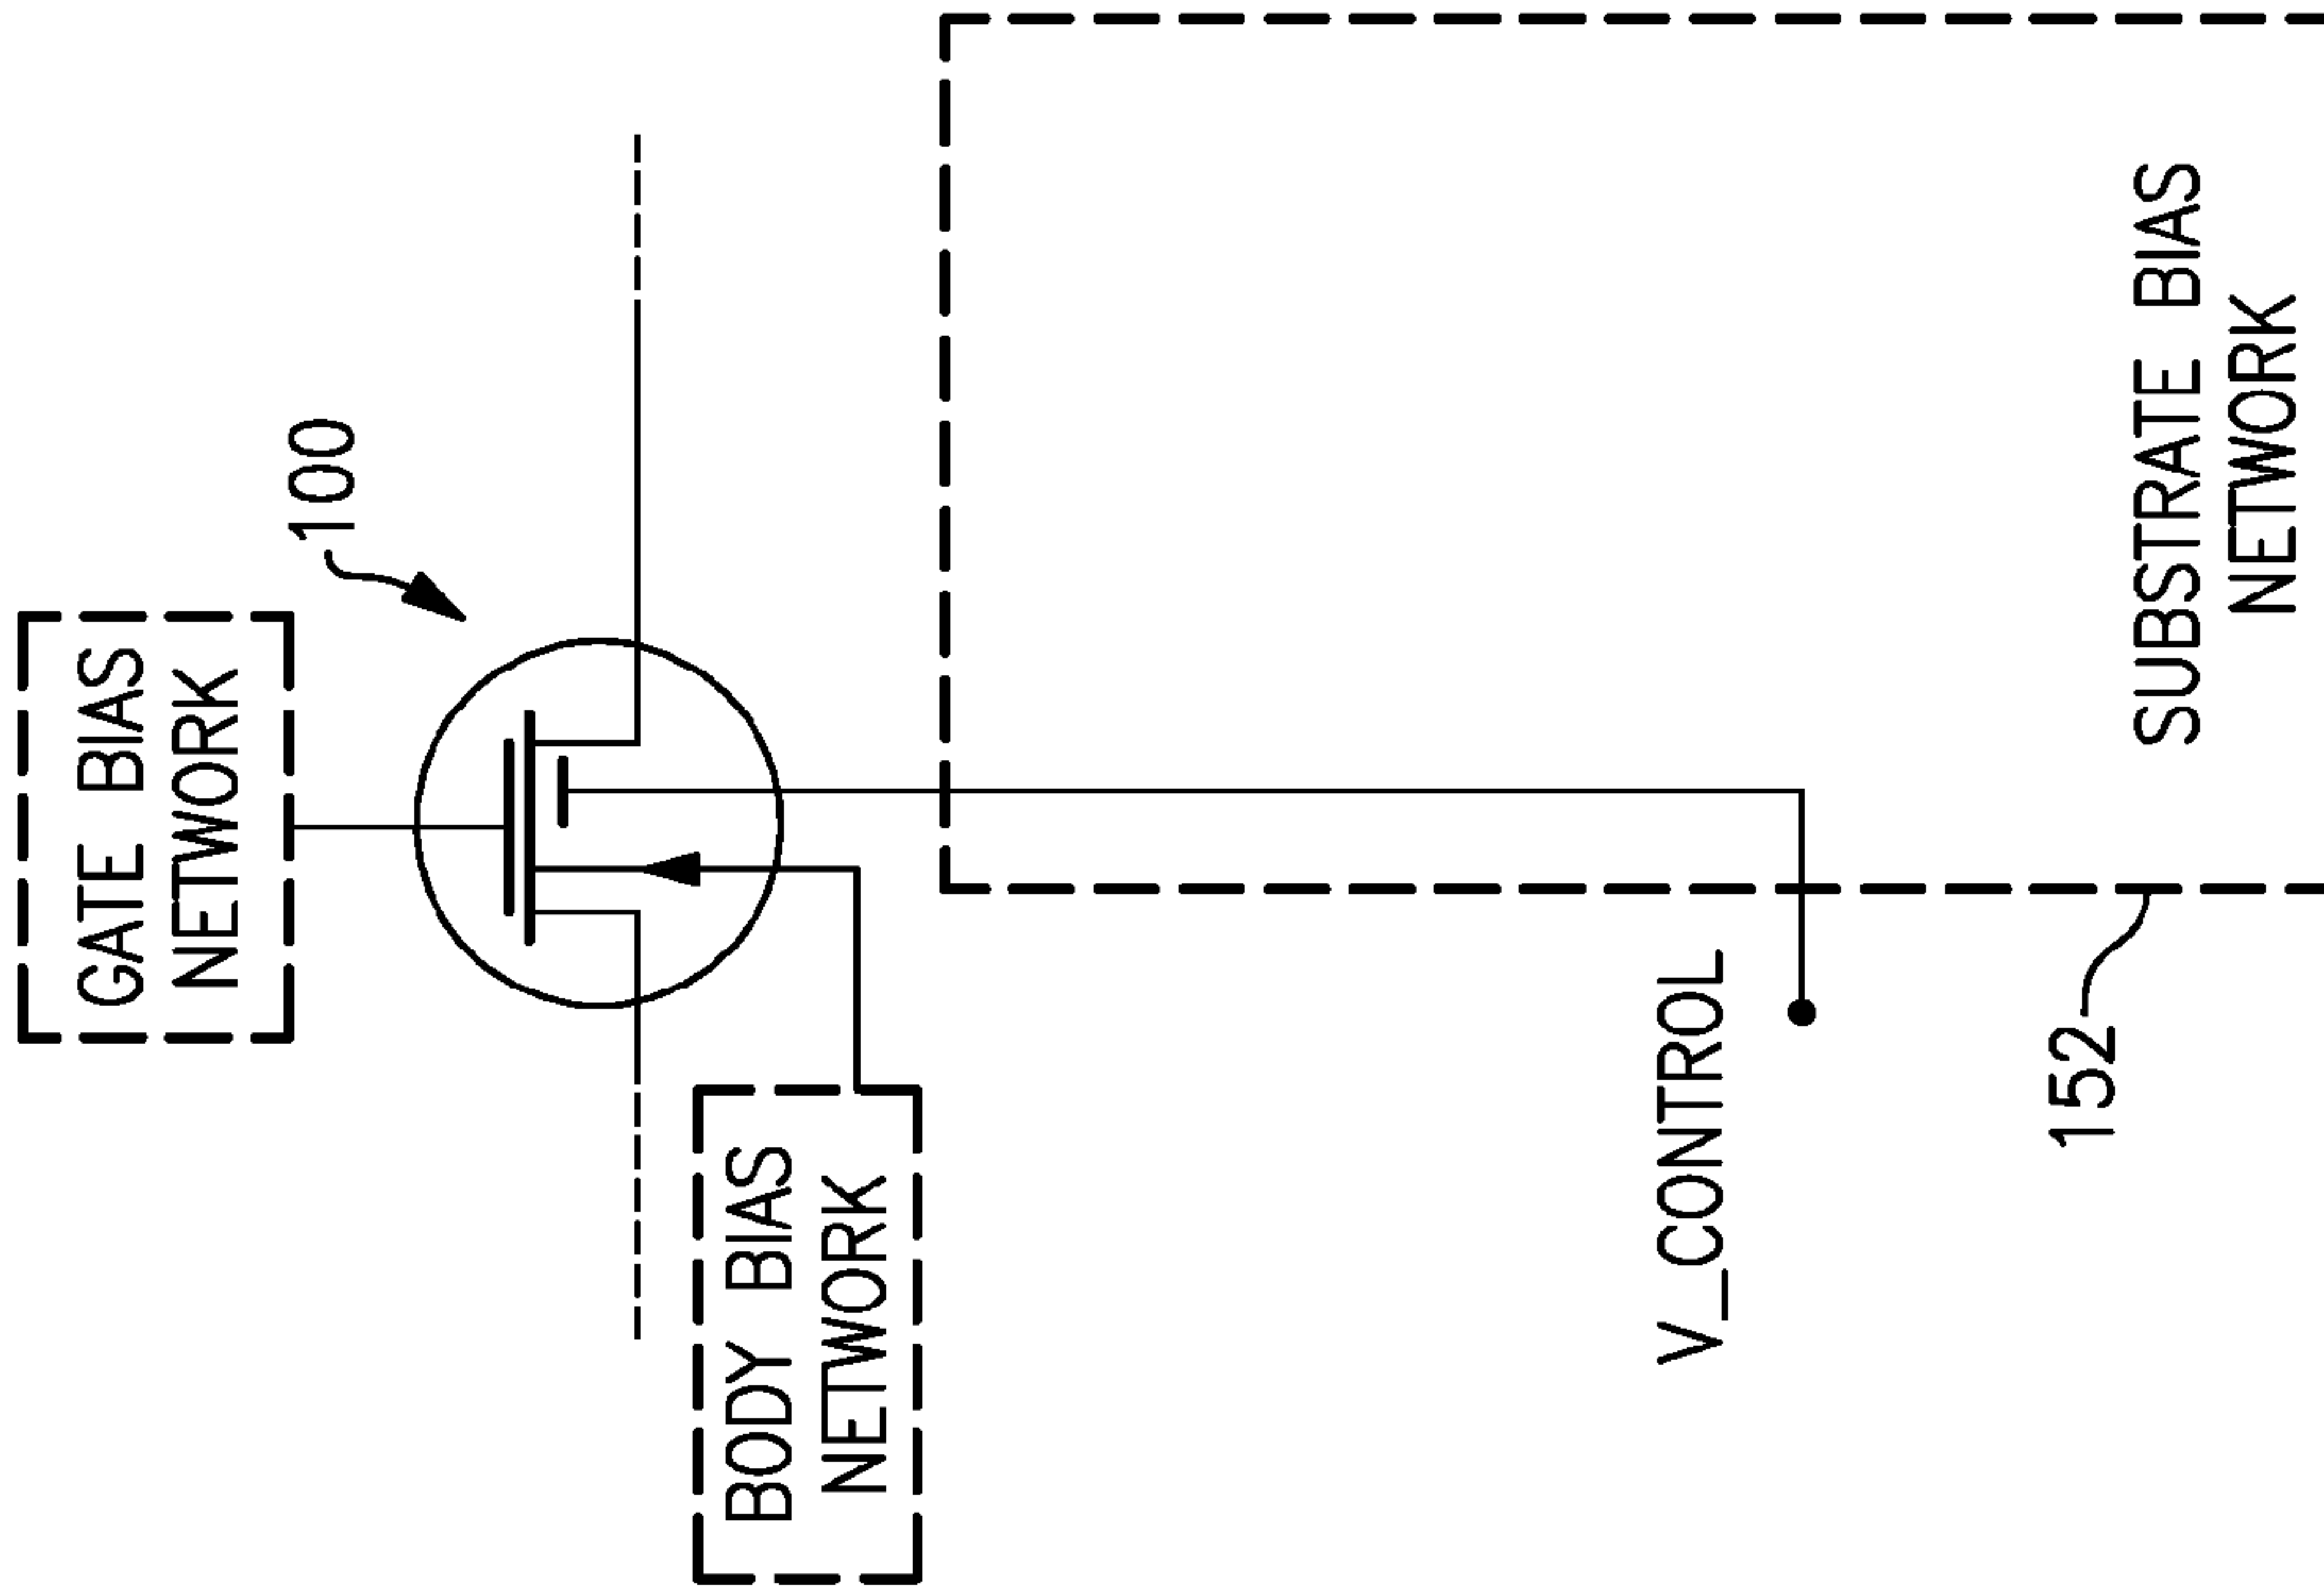 GATE BIAS
NETWORK
100
BODY BIAS
NETWORK
V_CONTROL
152
SUBSTRATE BIAS
NETWORK